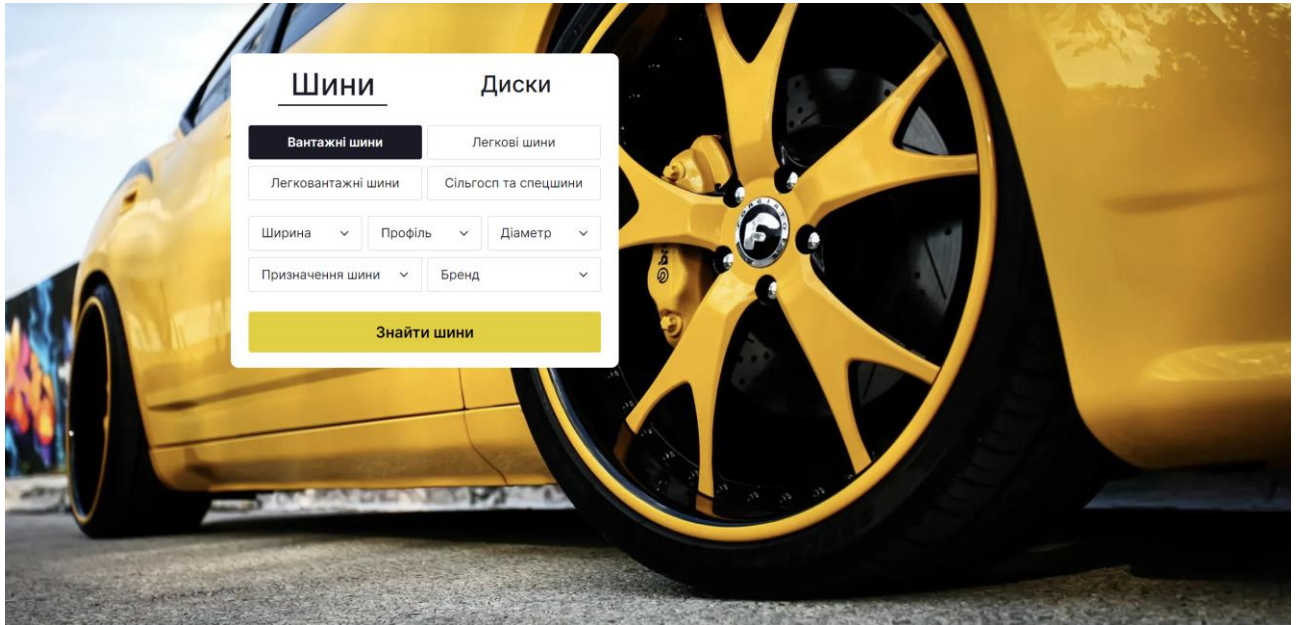 Шини Диски
Вантажні шини Легкові шини
Легковантажні шини Сільгосп та спецшини
Ширина Профіль Діаметр
Призначення шини Бренд
Знайти шини